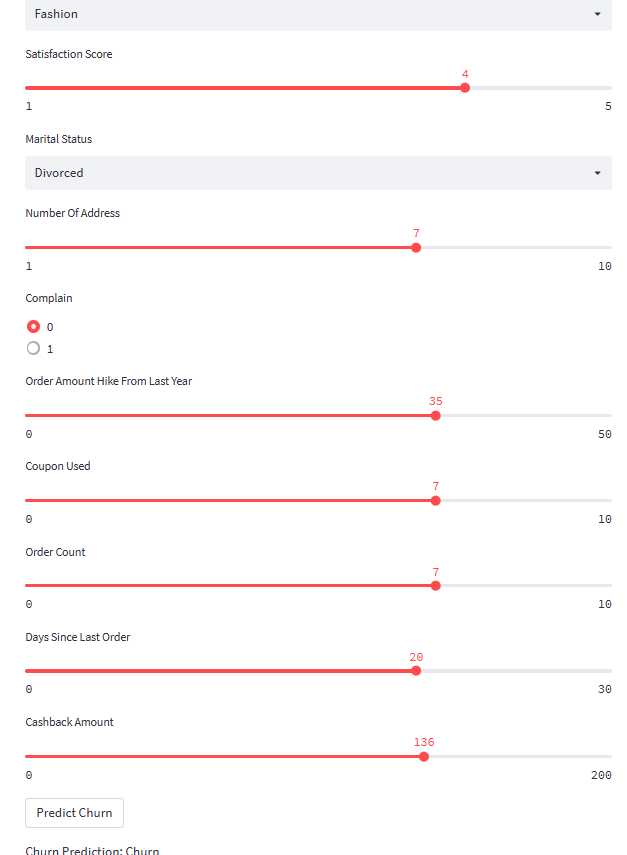 Fashion
Satisfaction Score
4
1 5
Marital Status
Divorced
Number Of Address
7
1 10
Complain
0
1
Order Amount Hike From Last Year
35
0 50
Coupon Used
7
0 10
Order Count
7
0 10
Days Since Last Order
20
0 30
Cashback Amount
136
0 200
Predict Churn
Churn Prediction: Churn